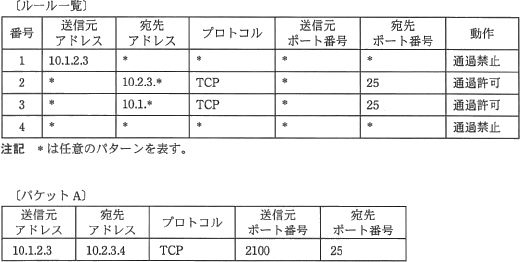 〔ルール一覧〕
番号 送信元アドレス 宛先アドレス プロトコル 送信元ポート番号 宛先ポート番号 動作
1 10.1.2.3 * * * * 通過禁止
2 * 10.2.3.* TCP * 25 通過許可
3 * 10.1.* TCP * 25 通過許可
4 * * * * * 通過禁止
注記 *は任意のパターンを表す。
〔パケットA〕
送信元アドレス 宛先アドレス プロトコル 送信元ポート番号 宛先ポート番号
10.1.2.3 10.2.3.4 TCP 2100 25